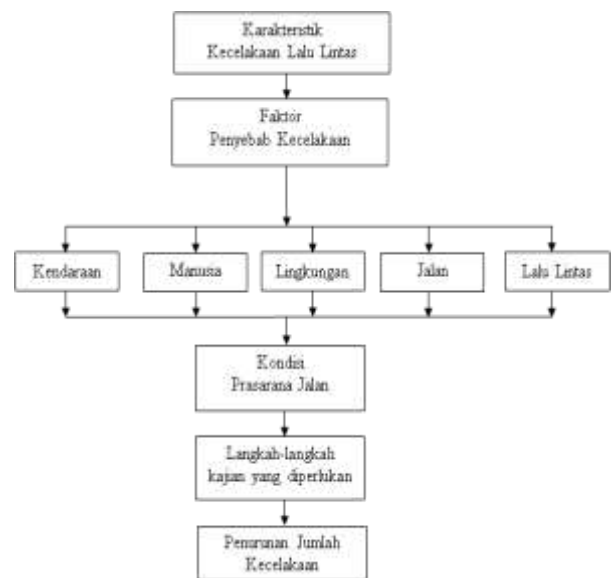 Karakteristik
Kecelakaan Lalu Lintas
Faktor
Penyebab Kecelakaan
Kendaraan
Manusia
Lingkungan
Jalan
Lalu Lintas
Kondisi
Prasarana Jalan
Langkah-langkah
kajian yang diperlukan
Penurunan Jumlah
Kecelakaan